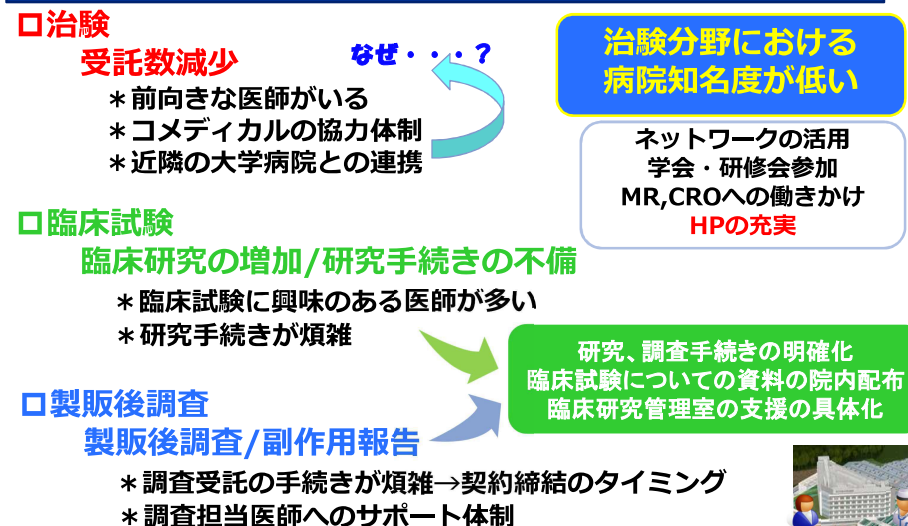 □治験
受託数減少
なぜ・・・?
＊前向きな医師がいる
＊コメディカルの協力体制
＊近隣の大学病院との連携
治験分野における
病院知名度が低い
ネットワークの活用
学会・研修会参加
MR,CROへの働きかけ
HPの充実
□臨床試験
臨床研究の増加/研究手続きの不備
＊臨床試験に興味のある医師が多い
＊研究手続きが煩雑
研究、調査手続きの明確化
臨床試験についての資料の院内配布
臨床研究管理室の支援の具体化
□製販後調査
製販後調査/副作用報告
＊調査受託の手続きが煩雑→契約締結のタイミング
＊調査担当医師へのサポート体制